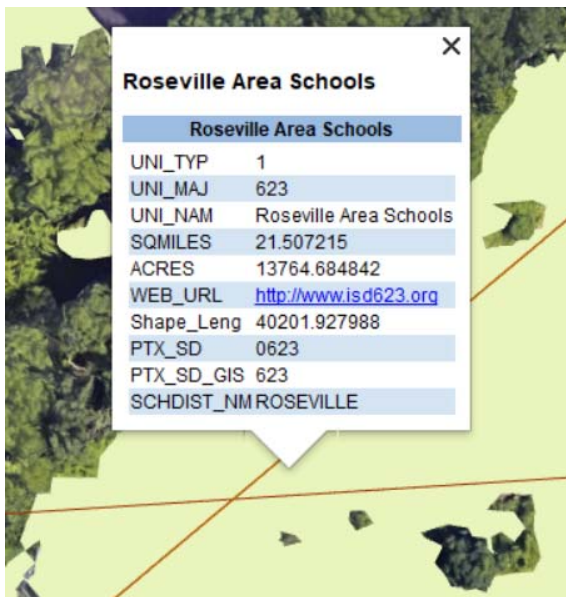 Roseville Area Schools
Roseville Area Schools
UNI_TYP 1
UNI_MAJ 623
UNI_NAM Roseville Area Schools
SQMILES 21.507215
ACRES 13764.684842
WEB_URL http://www.isd623.org
Shape_Leng 40201.927988
PTX_SD 0623
PTX_SD_GIS 623
SCHDIST_NM ROSEVILLE